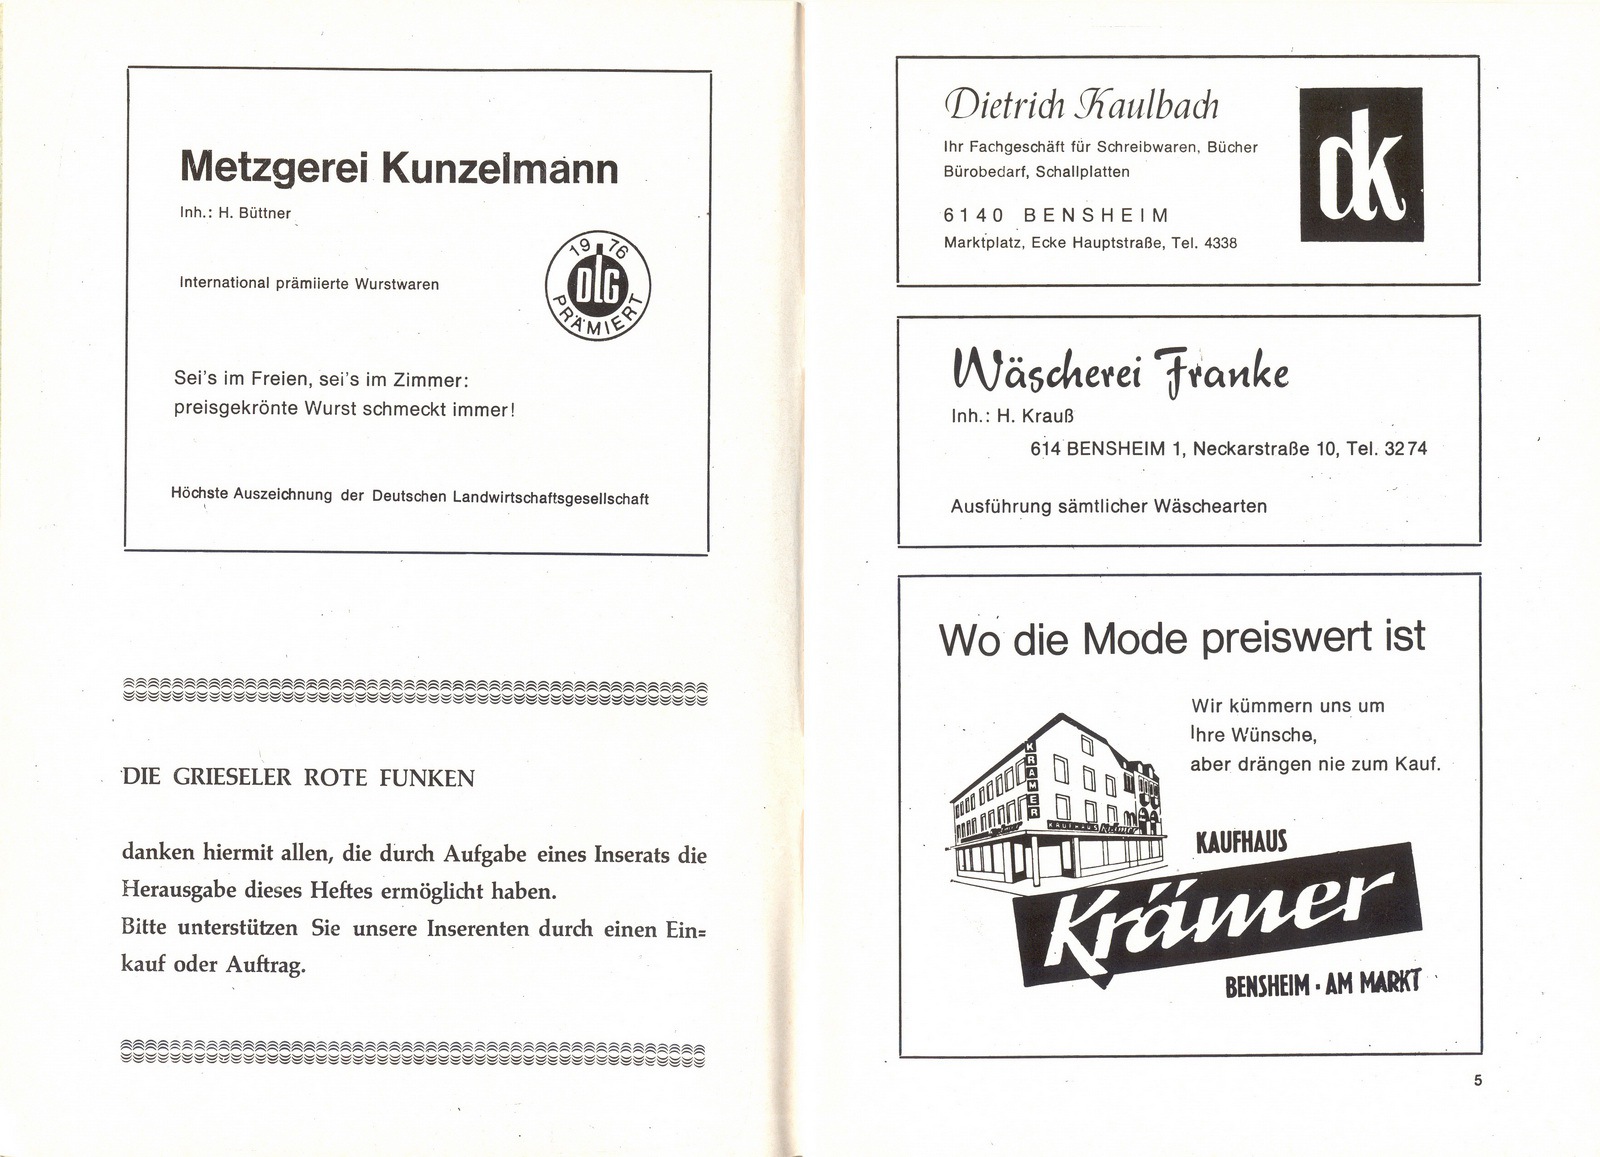 Metzgerei Kunzelmann
Inh.: H. Büttner
International prämiierte Wurstwaren
19 76
DLG
PRÄMIERT
Sei's im Freien, sei's im Zimmer:
preisgekrönte Wurst schmeckt immer!
Höchste Auszeichnung der Deutschen Landwirtschaftsgesellschaft
DIE GRIESELER ROTE FUNKEN
danken hiermit allen, die durch Aufgabe eines Inserats die
Herausgabe dieses Heftes ermöglicht haben.
Bitte unterstützen Sie unsere Inserenten durch einen Ein=
kauf oder Auftrag.
Dietrich Kaulbach
Ihr Fachgeschäft für Schreibwaren, Bücher
Bürobedarf, Schallplatten
6140 BENSHEIM
Marktplatz, Ecke Hauptstraße, Tel. 4338
dk
Wäscherei Franke
Inh.: H. Krauß
614 BENSHEIM 1, Neckarstraße 10, Tel. 3274
Ausführung sämtlicher Wäschearten
Wo die Mode preiswert ist
Wir kümmern uns um
Ihre Wünsche,
aber drängen nie zum Kauf.
KRÄMER
Krämer
KAUFHAUS Krämer
KAUFHAUS
Krämer
BENSHEIM · AM MARKT
5